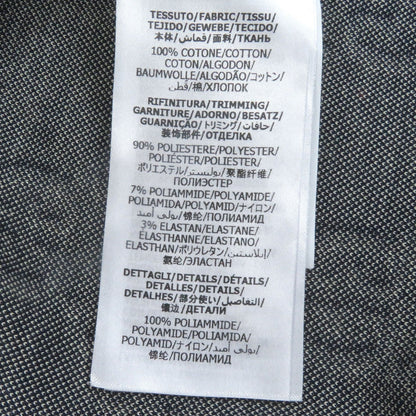 TESSUTO/FABRIC/TISSU/
TEJIDO/GEWEBE/TECIDO/
本体/قماش/面料/ТКАНЬ
100% COTONE/COTTON/
COTON/ALGODON/
BAUMWOLLE/ALGODÃO/コットン/
قطن/棉/ХЛОПОК
RIFINITURA/TRIMMING/
GARNITURE/ADORNO/BESATZ/
GUARNIÇÃO/トリミング/حافات/
装饰部件/ОТДЕЛКА
90% POLIESTERE/POLYESTER/
POLIÉSTER/POLIESTER/
ポリエステル/بوليستر/聚酯纤维/
ПОЛИЭСТЕР
7% POLIAMMIDE/POLYAMIDE/
POLIAMIDA/POLYAMID/ナイロン/
بولى أميد/锦纶/ПОЛИАМИД
3% ELASTAN/ELASTANE/
ELASTHANNE/ELASTANO/
ELASTHAN/ポリウレタン/إيلاستين/
氨纶/ЭЛАСТАН
DETTAGLI/DETAILS/DÉTAILS/
DETALLES/DETAILS/
DETALHES/部分使い/التفاصيل/
镶边/ДЕТАЛИ
100% POLIAMMIDE/
POLYAMIDE/POLIAMIDA/
POLYAMID/ナイロン/بولى أميد/
锦纶/ПОЛИАМИД